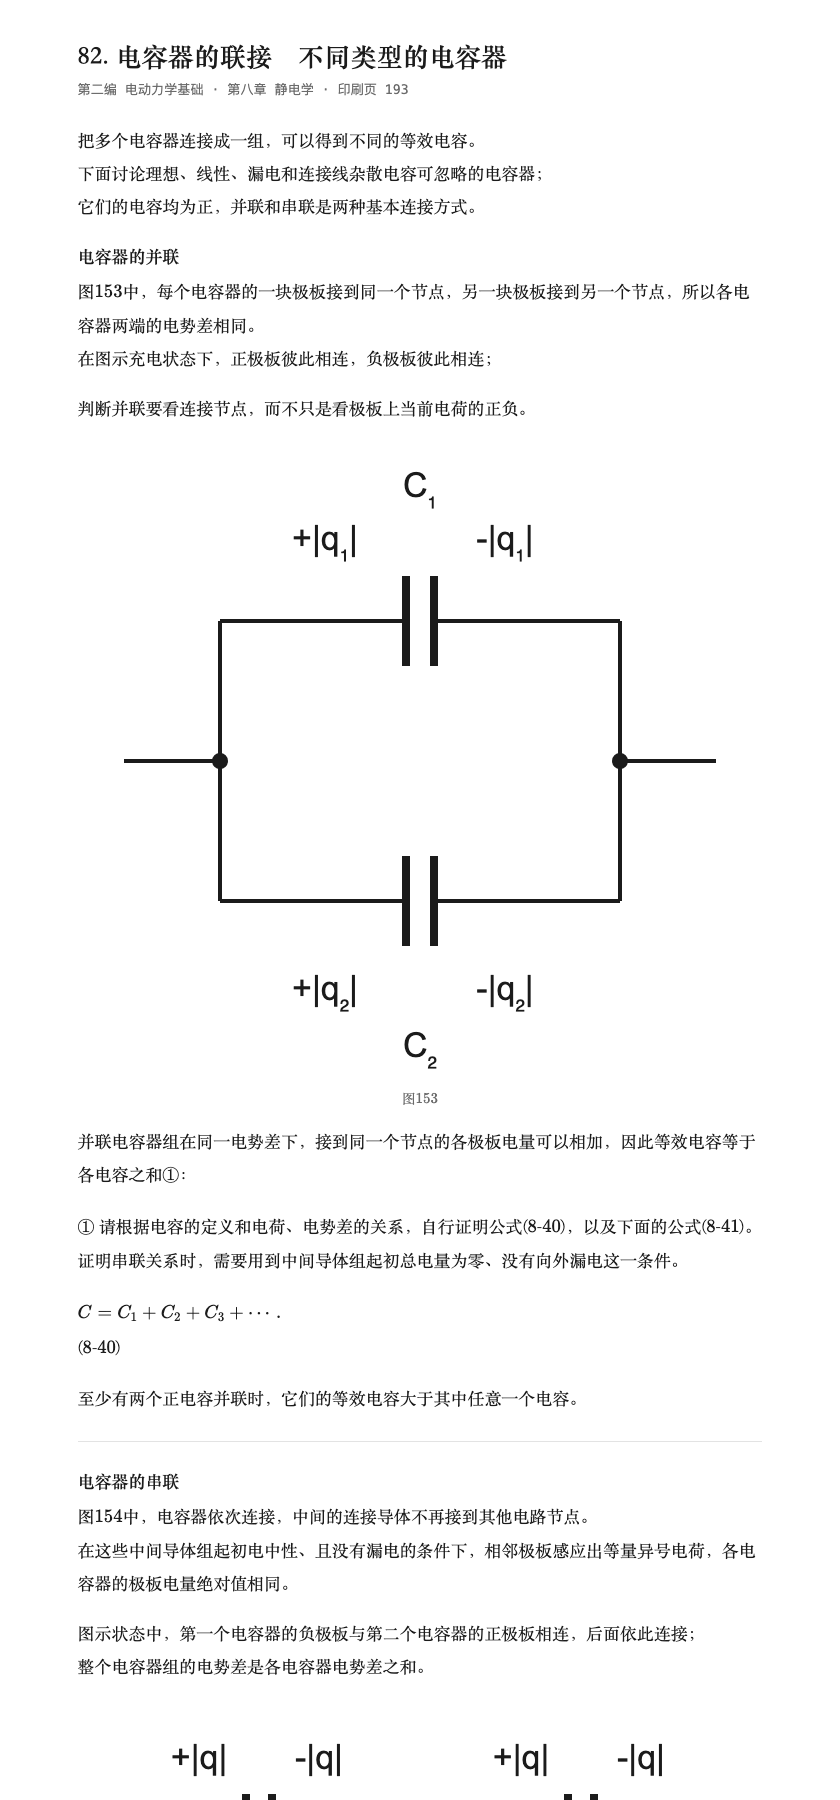 82. 电容器的联接　不同类型的电容器
第二编 电动力学基础 · 第八章 静电学 · 印刷页 193
把多个电容器连接成一组，可以得到不同的等效电容。
下面讨论理想、线性、漏电和连接线杂散电容可忽略的电容器；
它们的电容均为正，并联和串联是两种基本连接方式。
电容器的并联
图153中，每个电容器的一块极板接到同一个节点，另一块极板接到另一个节点，所以各电
容器两端的电势差相同。
在图示充电状态下，正极板彼此相连，负极板彼此相连；
判断并联要看连接节点，而不只是看极板上当前电荷的正负。
C₁
+|q₁| -|q₁|
+|q₂| -|q₂|
C₂
图153
并联电容器组在同一电势差下，接到同一个节点的各极板电量可以相加，因此等效电容等于
各电容之和①：
① 请根据电容的定义和电荷、电势差的关系，自行证明公式(8-40)，以及下面的公式(8-41)。
证明串联关系时，需要用到中间导体组起初总电量为零、没有向外漏电这一条件。
C = C₁ + C₂ + C₃ + ⋯ .
(8-40)
至少有两个正电容并联时，它们的等效电容大于其中任意一个电容。
电容器的串联
图154中，电容器依次连接，中间的连接导体不再接到其他电路节点。
在这些中间导体组起初电中性、且没有漏电的条件下，相邻极板感应出等量异号电荷，各电
容器的极板电量绝对值相同。
图示状态中，第一个电容器的负极板与第二个电容器的正极板相连，后面依此连接；
整个电容器组的电势差是各电容器电势差之和。
+|q| -|q| +|q| -|q|